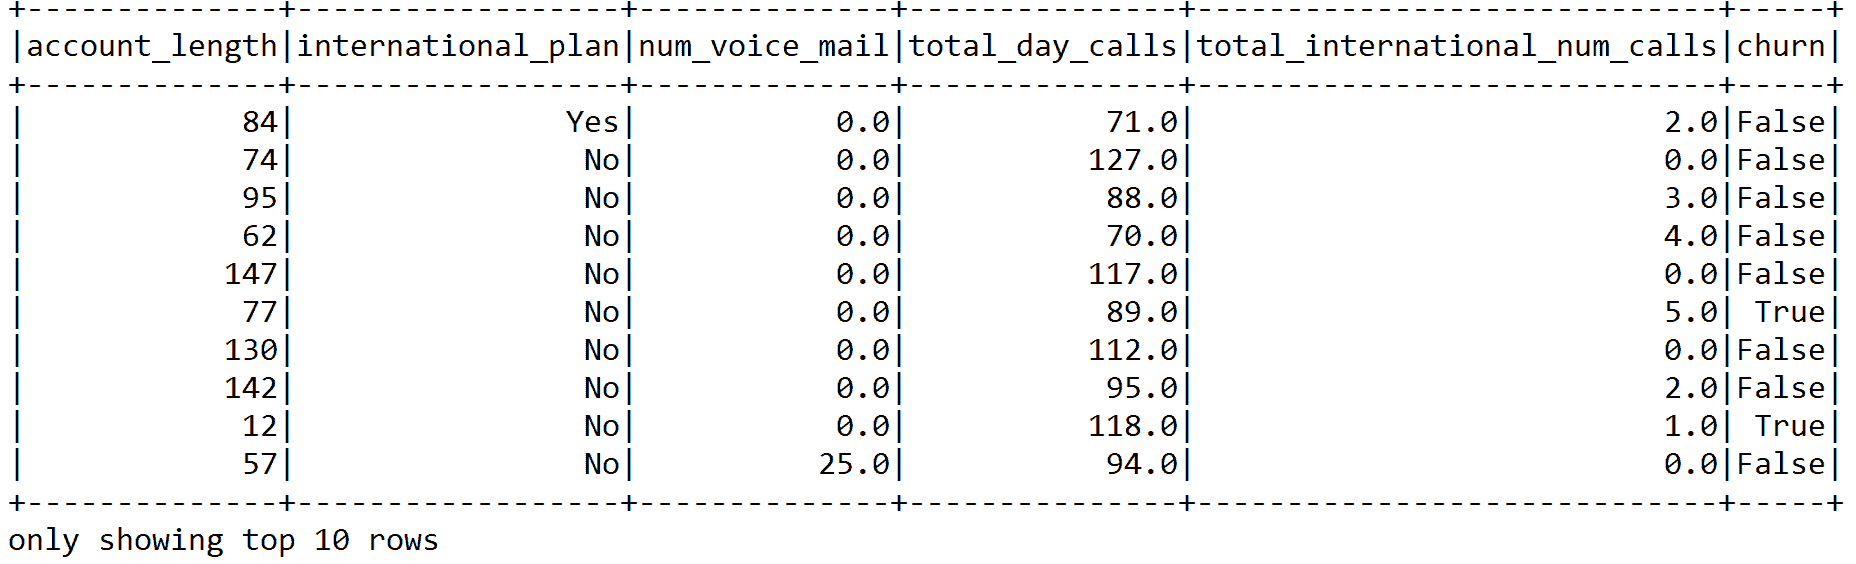 +--------------+------------------+--------------+---------------+-----------------------------+-----+
|account_length|international_plan|num_voice_mail|total_day_calls|total_international_num_calls|churn|
+--------------+------------------+--------------+---------------+-----------------------------+-----+
|            84|               Yes|           0.0|           71.0|                          2.0|False|
|            74|                No|           0.0|          127.0|                          0.0|False|
|            95|                No|           0.0|           88.0|                          3.0|False|
|            62|                No|           0.0|           70.0|                          4.0|False|
|           147|                No|           0.0|          117.0|                          0.0|False|
|            77|                No|           0.0|           89.0|                          5.0| True|
|           130|                No|           0.0|          112.0|                          0.0|False|
|           142|                No|           0.0|           95.0|                          2.0|False|
|            12|                No|           0.0|          118.0|                          1.0| True|
|            57|                No|          25.0|           94.0|                          0.0|False|
+--------------+------------------+--------------+---------------+-----------------------------+-----+
only showing top 10 rows